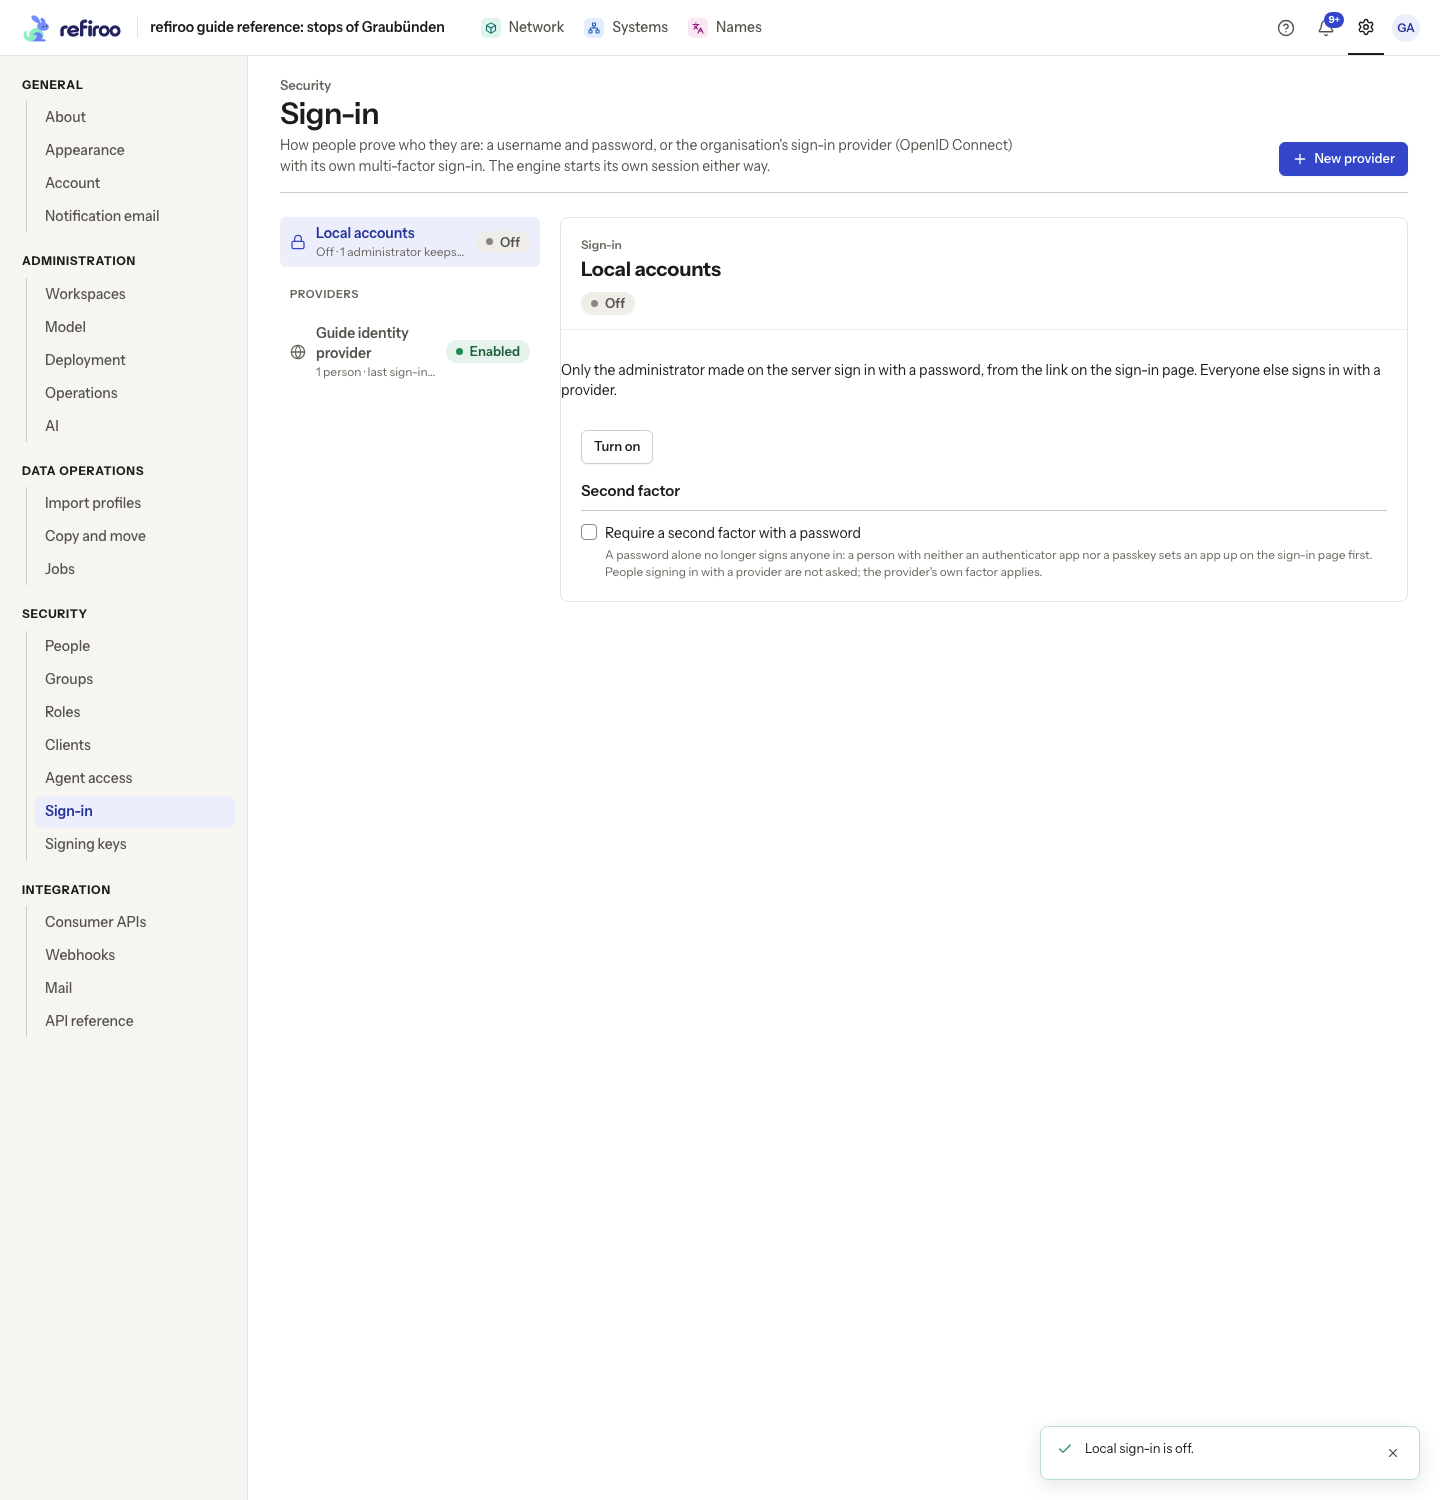 refiroo
refiroo guide reference: stops of Graubünden
Network
Systems
Names
9+
GA
GENERAL
About
Appearance
Account
Notification email
ADMINISTRATION
Workspaces
Model
Deployment
Operations
AI
DATA OPERATIONS
Import profiles
Copy and move
Jobs
SECURITY
People
Groups
Roles
Clients
Agent access
Sign-in
Signing keys
INTEGRATION
Consumer APIs
Webhooks
Mail
API reference
Security
Sign-in
How people prove who they are: a username and password, or the organisation's sign-in provider (OpenID Connect)
with its own multi-factor sign-in. The engine starts its own session either way.
New provider
Local accounts
Off · 1 administrator keeps...
Off
PROVIDERS
Guide identity
provider
1 person · last sign-in...
Enabled
Sign-in
Local accounts
Off
Only the administrator made on the server sign in with a password, from the link on the sign-in page. Everyone else signs in with a
provider.
Turn on
Second factor
Require a second factor with a password
A password alone no longer signs anyone in: a person with neither an authenticator app nor a passkey sets an app up on the sign-in page first.
People signing in with a provider are not asked; the provider's own factor applies.
Local sign-in is off.